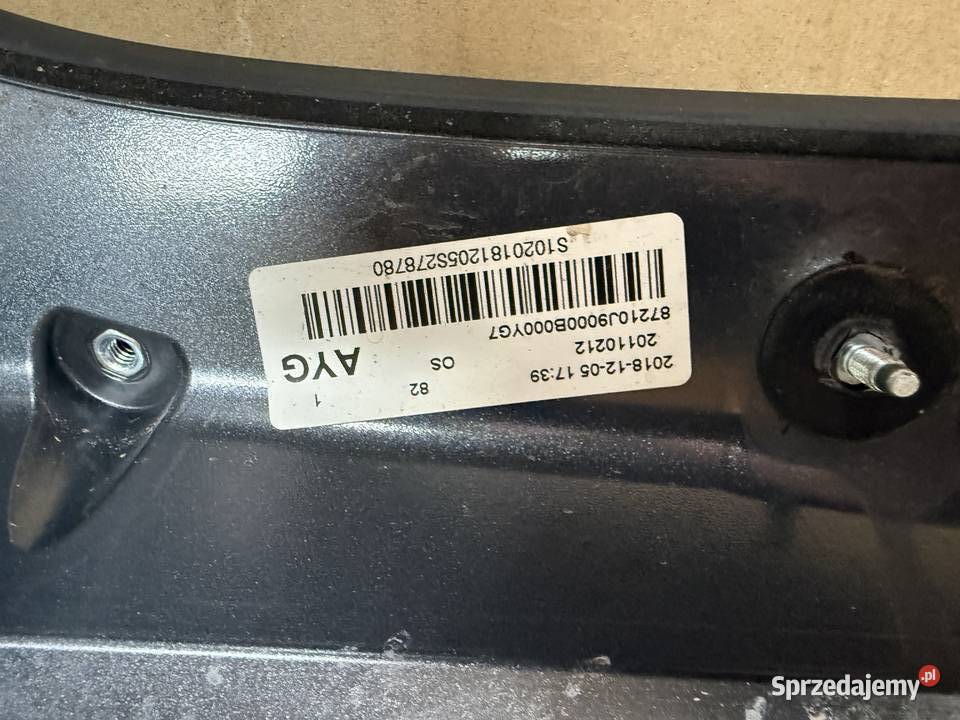 2018-12-05 17:39 82 1
20110212 OS AYG
87210J9000B000YG7
S1020181205S278780
Sprzedajemy.pl